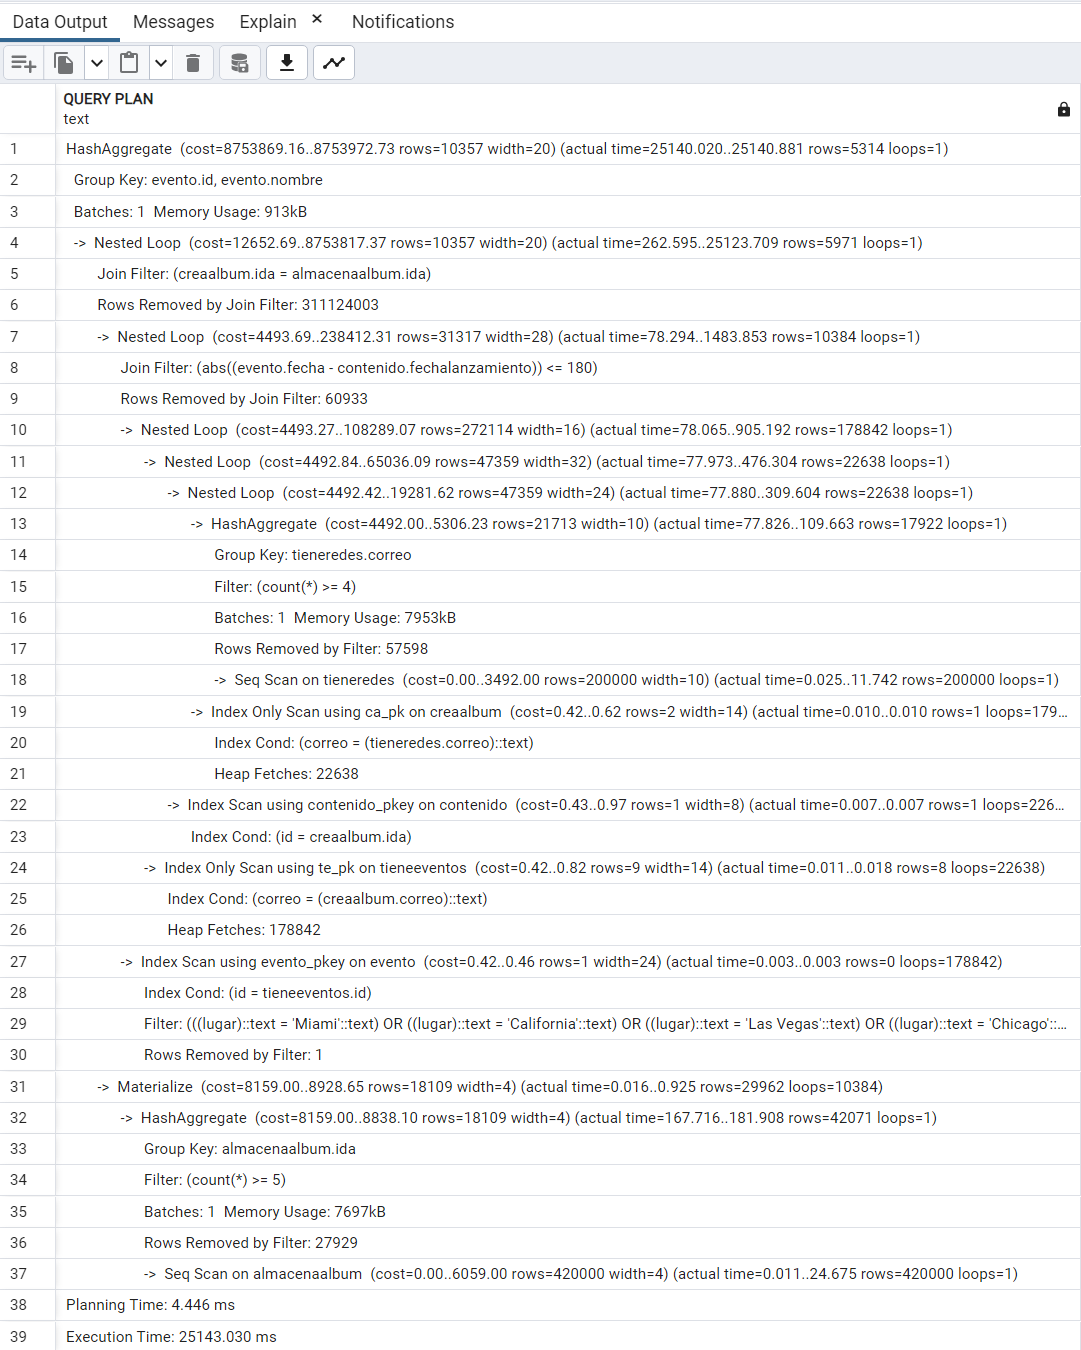 Data Output Messages Explain × Notifications
QUERY PLAN
text
1 HashAggregate (cost=8753869.16..8753972.73 rows=10357 width=20) (actual time=25140.020..25140.881 rows=5314 loops=1)
2 Group Key: evento.id, evento.nombre
3 Batches: 1 Memory Usage: 913kB
4 -> Nested Loop (cost=12652.69..8753817.37 rows=10357 width=20) (actual time=262.595..25123.709 rows=5971 loops=1)
5 Join Filter: (creaalbum.ida = almacenaalbum.ida)
6 Rows Removed by Join Filter: 311124003
7 -> Nested Loop (cost=4493.69..238412.31 rows=31317 width=28) (actual time=78.294..1483.853 rows=10384 loops=1)
8 Join Filter: (abs((evento.fecha - contenido.fechalanzamiento)) <= 180)
9 Rows Removed by Join Filter: 60933
10 -> Nested Loop (cost=4493.27..108289.07 rows=272114 width=16) (actual time=78.065..905.192 rows=178842 loops=1)
11 -> Nested Loop (cost=4492.84..65036.09 rows=47359 width=32) (actual time=77.973..476.304 rows=22638 loops=1)
12 -> Nested Loop (cost=4492.42..19281.62 rows=47359 width=24) (actual time=77.880..309.604 rows=22638 loops=1)
13 -> HashAggregate (cost=4492.00..5306.23 rows=21713 width=10) (actual time=77.826..109.663 rows=17922 loops=1)
14 Group Key: tieneredes.correo
15 Filter: (count(*) >= 4)
16 Batches: 1 Memory Usage: 7953kB
17 Rows Removed by Filter: 57598
18 -> Seq Scan on tieneredes (cost=0.00..3492.00 rows=200000 width=10) (actual time=0.025..11.742 rows=200000 loops=1)
19 -> Index Only Scan using ca_pk on creaalbum (cost=0.42..0.62 rows=2 width=14) (actual time=0.010..0.010 rows=1 loops=179...
20 Index Cond: (correo = (tieneredes.correo)::text)
21 Heap Fetches: 22638
22 -> Index Scan using contenido_pkey on contenido (cost=0.43..0.97 rows=1 width=8) (actual time=0.007..0.007 rows=1 loops=226...
23 Index Cond: (id = creaalbum.ida)
24 -> Index Only Scan using te_pk on tieneeventos (cost=0.42..0.82 rows=9 width=14) (actual time=0.011..0.018 rows=8 loops=22638)
25 Index Cond: (correo = (creaalbum.correo)::text)
26 Heap Fetches: 178842
27 -> Index Scan using evento_pkey on evento (cost=0.42..0.46 rows=1 width=24) (actual time=0.003..0.003 rows=0 loops=178842)
28 Index Cond: (id = tieneeventos.id)
29 Filter: (((lugar)::text = 'Miami'::text) OR ((lugar)::text = 'California'::text) OR ((lugar)::text = 'Las Vegas'::text) OR ((lugar)::text = 'Chicago'::...
30 Rows Removed by Filter: 1
31 -> Materialize (cost=8159.00..8928.65 rows=18109 width=4) (actual time=0.016..0.925 rows=29962 loops=10384)
32 -> HashAggregate (cost=8159.00..8838.10 rows=18109 width=4) (actual time=167.716..181.908 rows=42071 loops=1)
33 Group Key: almacenaalbum.ida
34 Filter: (count(*) >= 5)
35 Batches: 1 Memory Usage: 7697kB
36 Rows Removed by Filter: 27929
37 -> Seq Scan on almacenaalbum (cost=0.00..6059.00 rows=420000 width=4) (actual time=0.011..24.675 rows=420000 loops=1)
38 Planning Time: 4.446 ms
39 Execution Time: 25143.030 ms